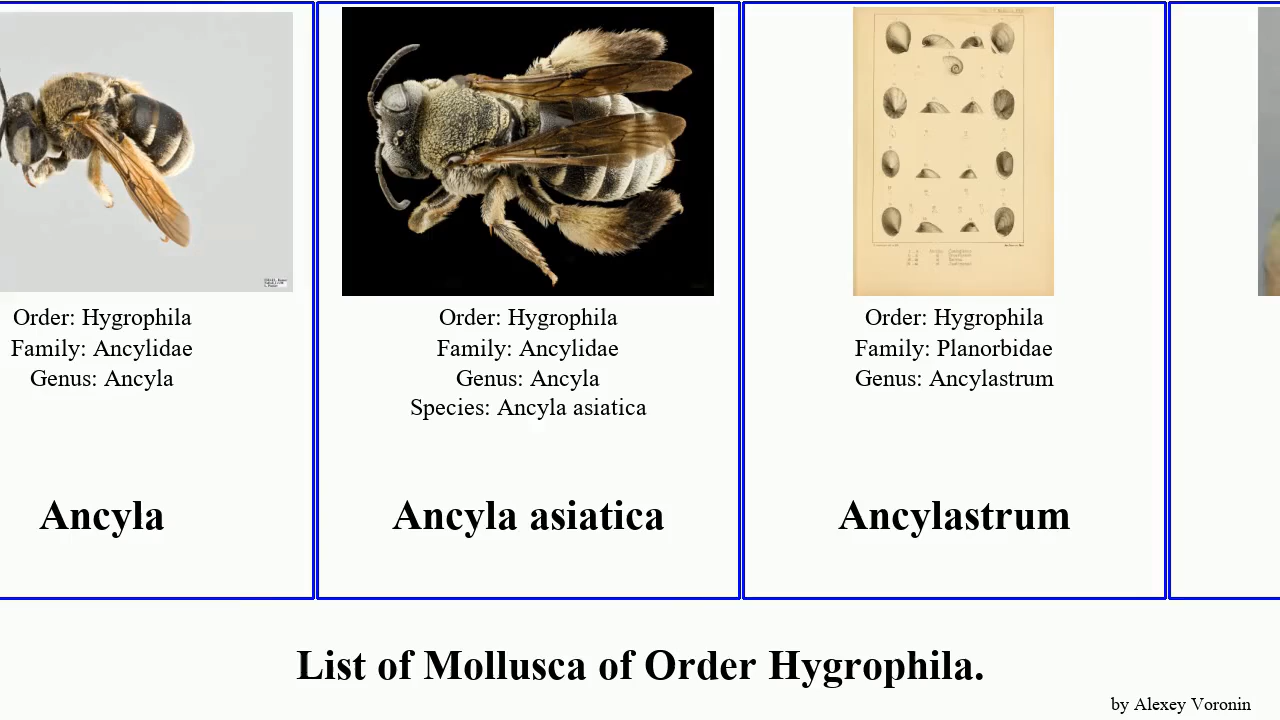 Order: Hygrophila
Family: Ancylidae
Genus: Ancyla
Ancyla
Order: Hygrophila
Family: Ancylidae
Genus: Ancyla
Species: Ancyla asiatica
Ancyla asiatica
Order: Hygrophila
Family: Planorbidae
Genus: Ancylastrum
Ancylastrum
List of Mollusca of Order Hygrophila.
by Alexey Voronin